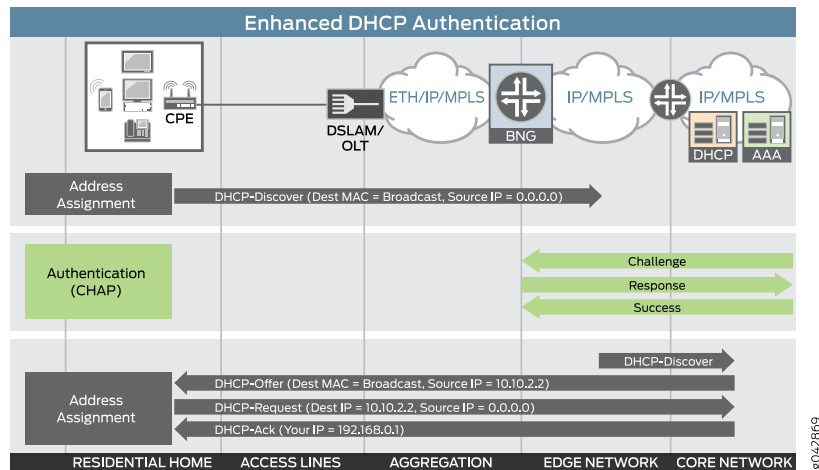 Enhanced DHCP Authentication
CPE
DSLAM/
OLT
ETH/IP/MPLS
BNG
IP/MPLS
IP/MPLS
DHCP
AAA
Address
Assignment
DHCP-Discover (Dest MAC = Broadcast, Source IP = 0.0.0.0)
Authentication
(CHAP)
Challenge
Response
Success
Address
Assignment
DHCP-Discover
DHCP-Offer (Dest MAC = Broadcast, Source IP = 10.10.2.2)
DHCP-Request (Dest IP = 10.10.2.2, Source IP = 0.0.0.0)
DHCP-Ack (Your IP = 192.168.0.1)
RESIDENTIAL HOME
ACCESS LINES
AGGREGATION
EDGE NETWORK
CORE NETWORK
g042869